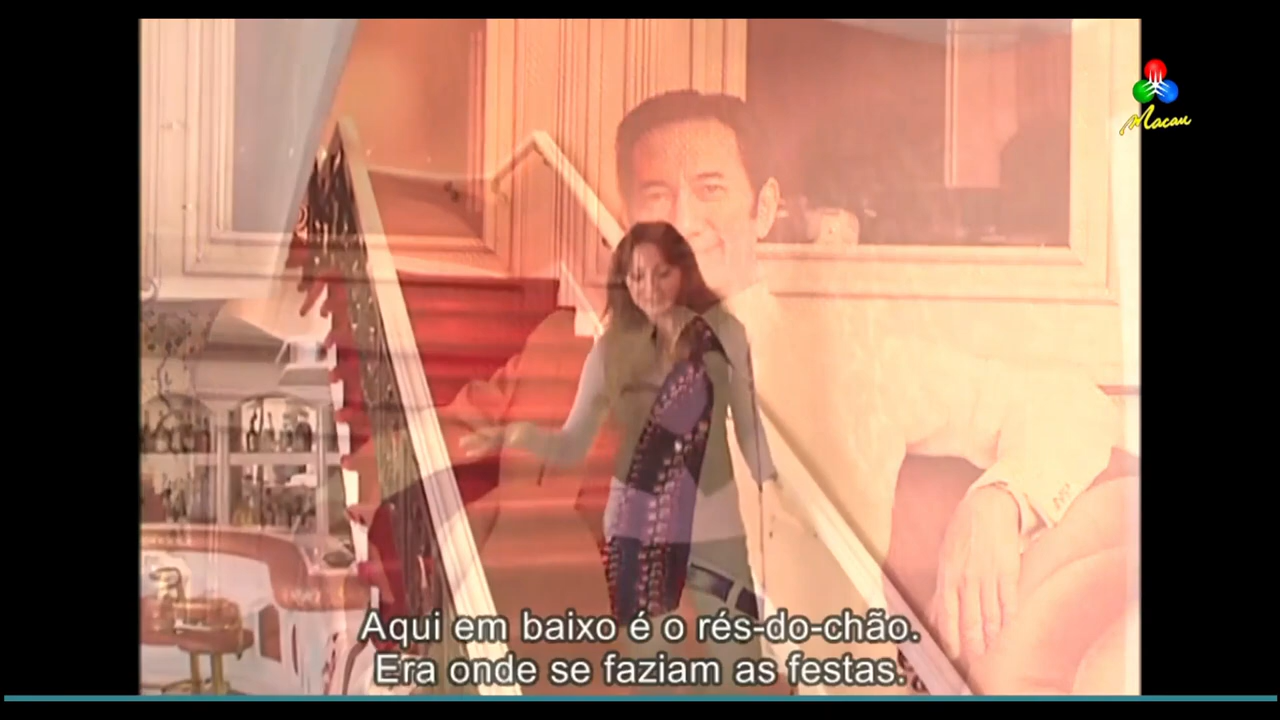 Macau
Aqui em baixo é o rés-do-chão.
Era onde se faziam as festas.